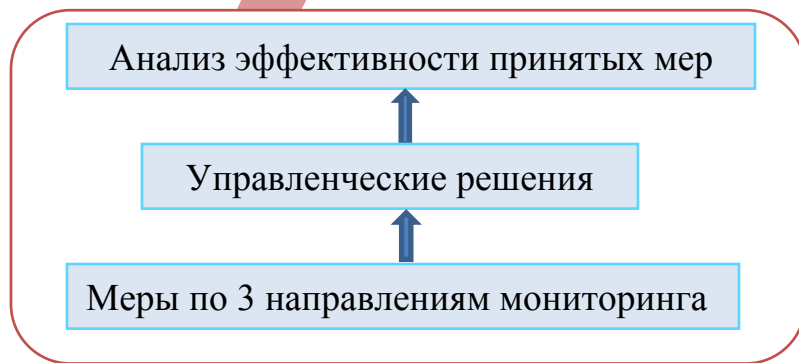 Анализ эффективности принятых мер
Управленческие решения
Меры по 3 направлениям мониторинга